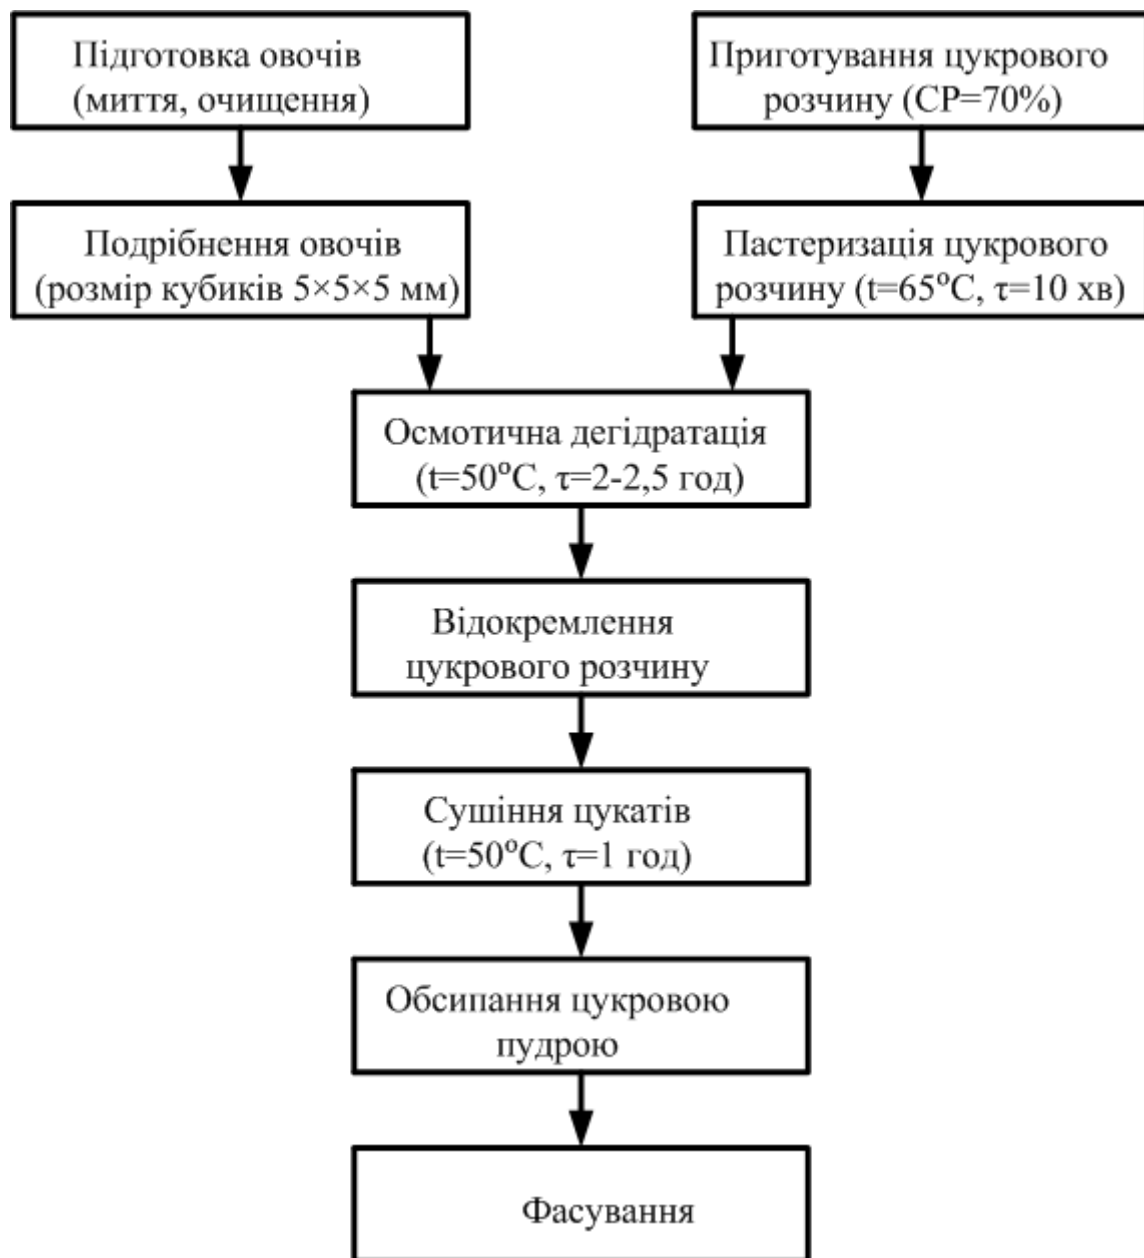 Підготовка овочів
(миття, очищення)
Приготування цукрового
розчину (СР=70%)
Подрібнення овочів
(розмір кубиків 5×5×5 мм)
Пастеризація цукрового
розчину (t=65°С, τ=10 хв)
Осмотична дегідратація
(t=50°С, τ=2-2,5 год)
Відокремлення
цукрового розчину
Сушіння цукатів
(t=50°С, τ=1 год)
Обсипання цукровою
пудрою
Фасування